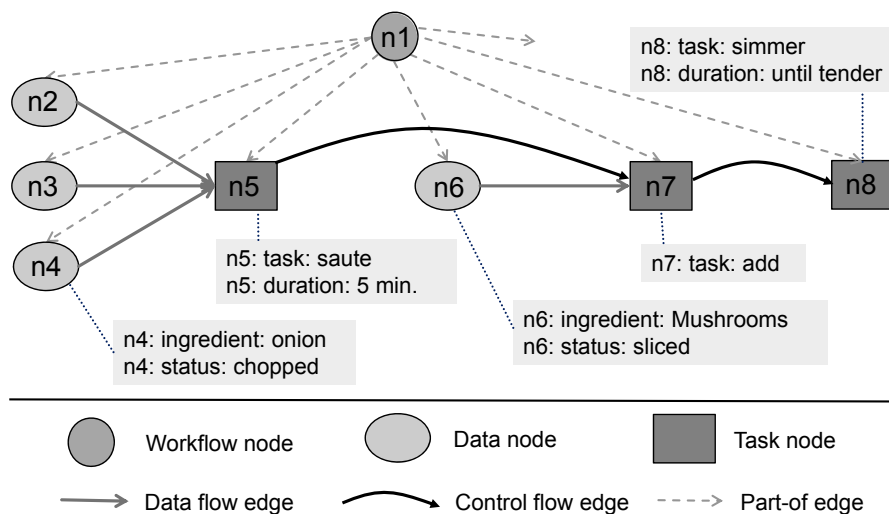 n1
n8: task: simmer
n8: duration: until tender
n2
n3
n5
n6
n7
n8
n4
n5: task: saute
n5: duration: 5 min.
n7: task: add
n4: ingredient: onion
n4: status: chopped
n6: ingredient: Mushrooms
n6: status: sliced
Workflow node
Data node
Task node
Data flow edge
Control flow edge
Part-of edge